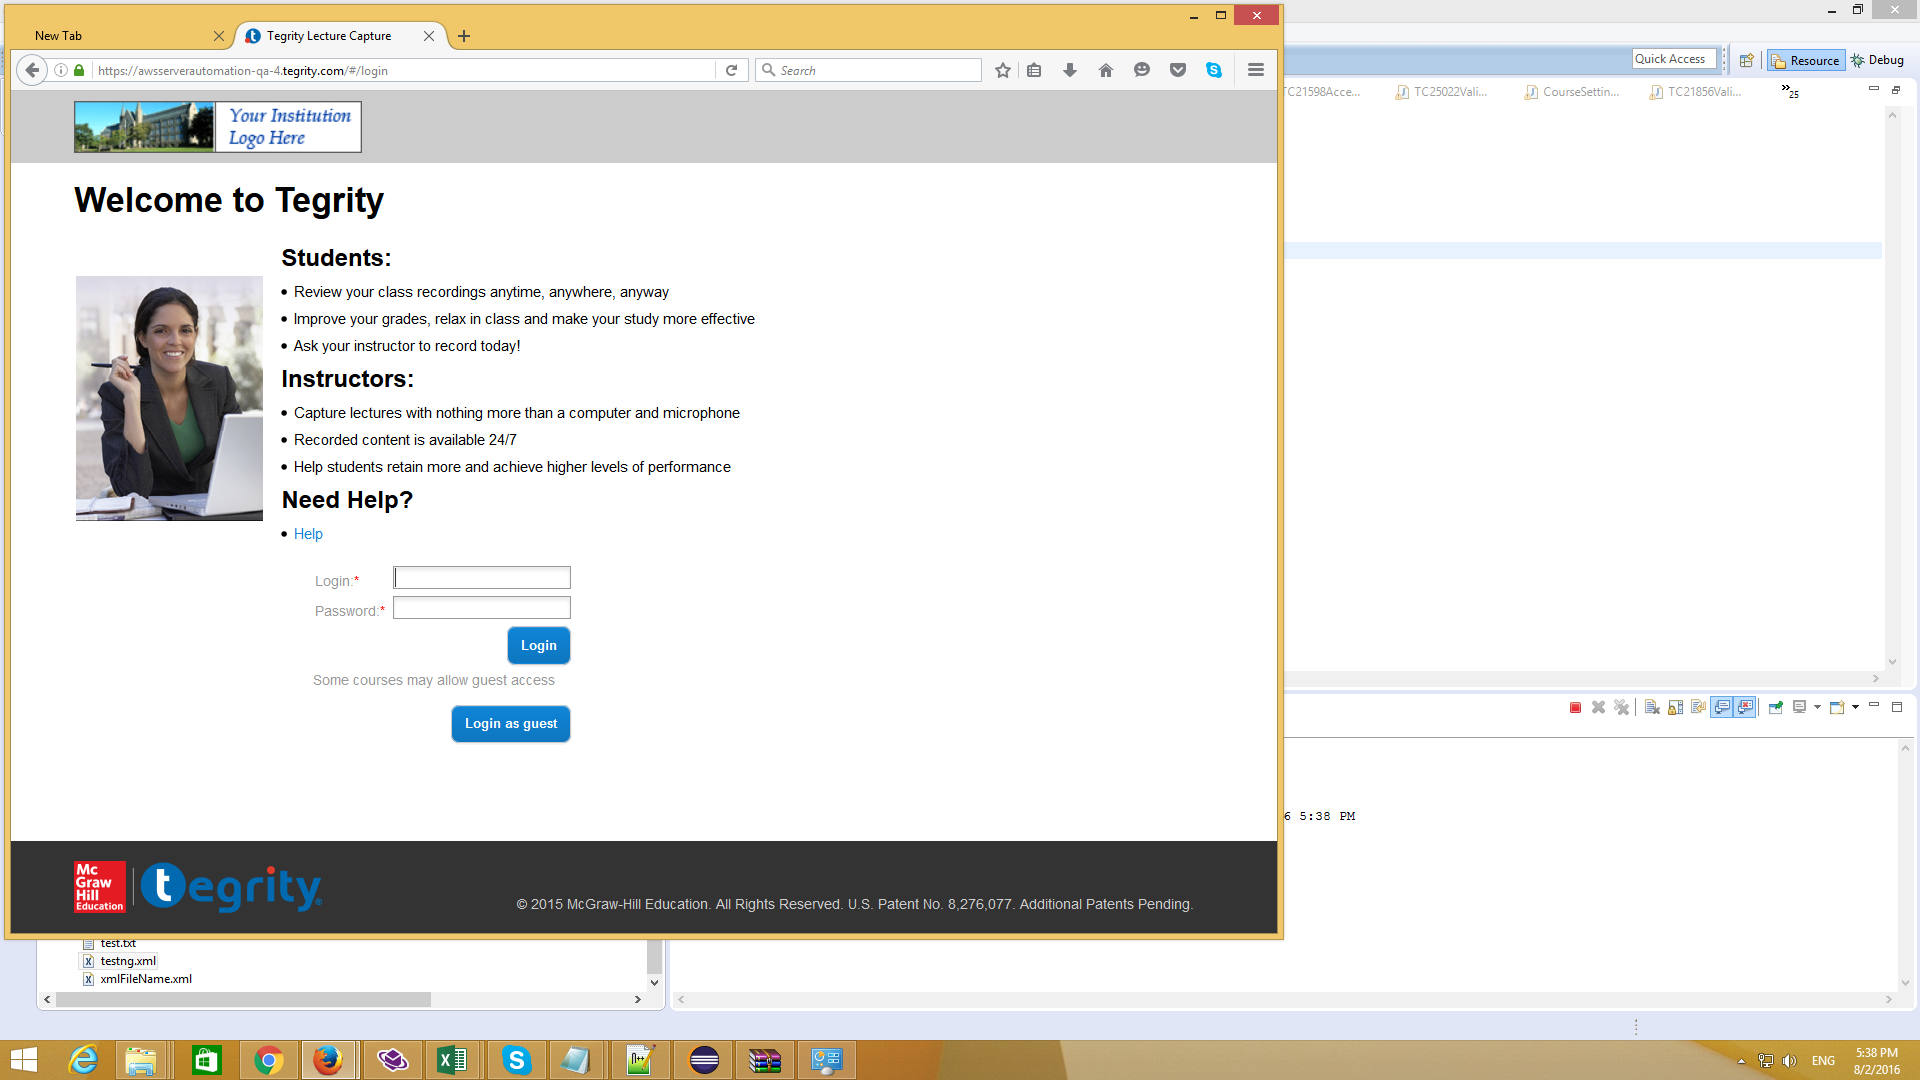 New Tab
Tegrity Lecture Capture
https://awsserverautomation-qa-4.tegrity.com/#/login
Search
Quick Access
Resource
Debug
TC21598Acce...
TC25022Vali...
CourseSettin...
TC21856Vali...
25
Your Institution
Logo Here
Welcome to Tegrity
Students:
Review your class recordings anytime, anywhere, anyway
Improve your grades, relax in class and make your study more effective
Ask your instructor to record today!
Instructors:
Capture lectures with nothing more than a computer and microphone
Recorded content is available 24/7
Help students retain more and achieve higher levels of performance
Need Help?
Help
Login:*
Password:*
Login
Some courses may allow guest access
Login as guest
6 5:38 PM
Mc
Graw
Hill
Education
tegrity
© 2015 McGraw-Hill Education. All Rights Reserved. U.S. Patent No. 8,276,077. Additional Patents Pending.
test.txt
testng.xml
xmlFileName.xml
ENG
5:38 PM
8/2/2016